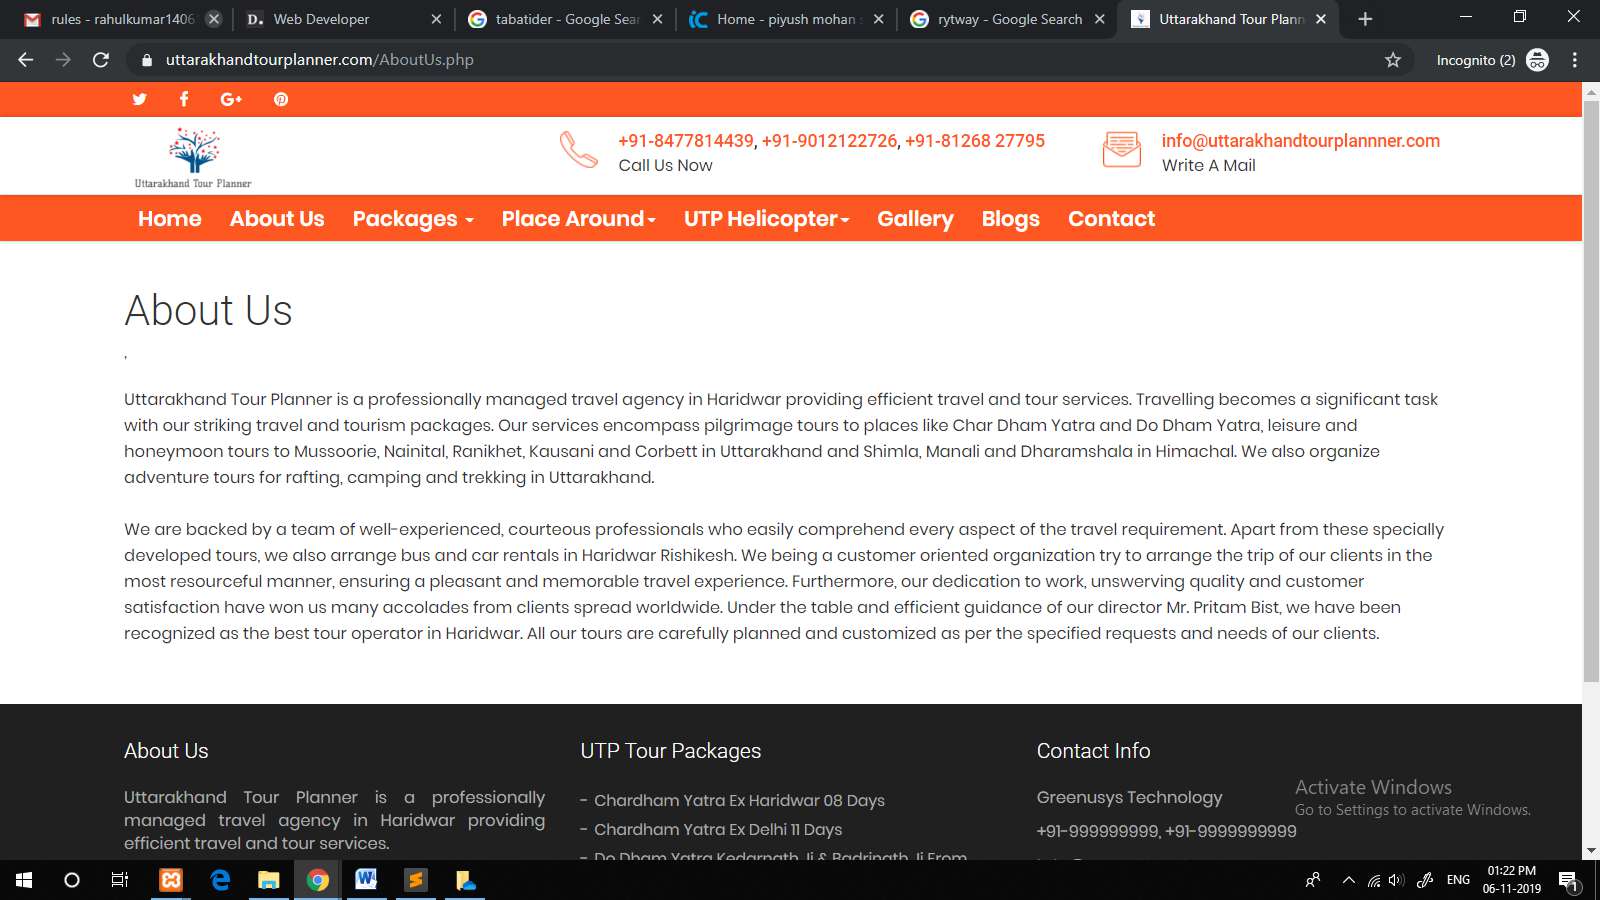 rules - rahulkumar1406
Web Developer
tabatider - Google Sear
Home - piyush mohan
rytway - Google Search
Uttarakhand Tour Plann
uttarakhandtourplanner.com/AboutUs.php
Incognito (2)
+91-8477814439, +91-9012122726, +91-81268 27795
Call Us Now
info@uttarakhandtourplannner.com
Write A Mail
Uttarakhand Tour Planner
Home About Us Packages Place Around UTP Helicopter Gallery Blogs Contact
About Us
,
Uttarakhand Tour Planner is a professionally managed travel agency in Haridwar providing efficient travel and tour services. Travelling becomes a significant task
with our striking travel and tourism packages. Our services encompass pilgrimage tours to places like Char Dham Yatra and Do Dham Yatra, leisure and
honeymoon tours to Mussoorie, Nainital, Ranikhet, Kausani and Corbett in Uttarakhand and Shimla, Manali and Dharamshala in Himachal. We also organize
adventure tours for rafting, camping and trekking in Uttarakhand.
We are backed by a team of well-experienced, courteous professionals who easily comprehend every aspect of the travel requirement. Apart from these specially
developed tours, we also arrange bus and car rentals in Haridwar Rishikesh. We being a customer oriented organization try to arrange the trip of our clients in the
most resourceful manner, ensuring a pleasant and memorable travel experience. Furthermore, our dedication to work, unswerving quality and customer
satisfaction have won us many accolades from clients spread worldwide. Under the table and efficient guidance of our director Mr. Pritam Bist, we have been
recognized as the best tour operator in Haridwar. All our tours are carefully planned and customized as per the specified requests and needs of our clients.
About Us
Uttarakhand Tour Planner is a professionally
managed travel agency in Haridwar providing
efficient travel and tour services.
UTP Tour Packages
- Chardham Yatra Ex Haridwar 08 Days
- Chardham Yatra Ex Delhi 11 Days
- Do Dham Yatra Kedarnath Ji & Badrinath Ji From
Contact Info
Greenusys Technology
+91-999999999, +91-9999999999
Activate Windows
Go to Settings to activate Windows.
ENG
01:22 PM
06-11-2019
1